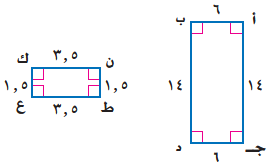 ٦
أ ب
١٤ ١٤
جـ د
٦
ن ٣,٥ ك
١,٥ ١,٥
ط ٣,٥ ع